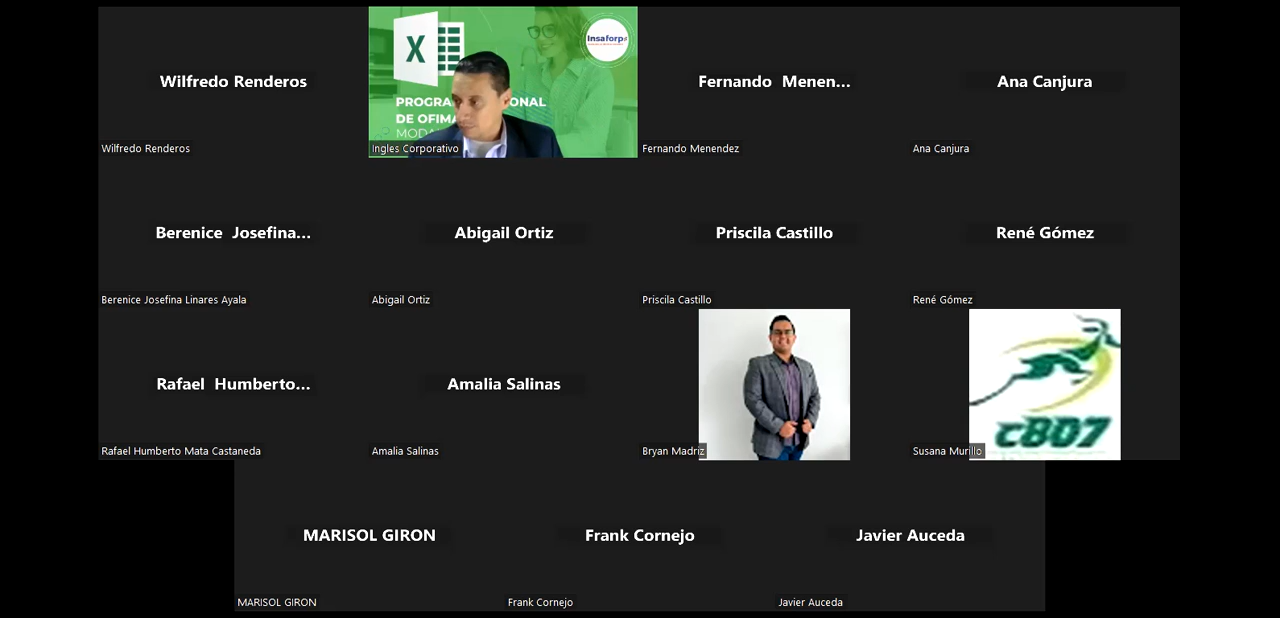 Wilfredo Renderos
Wilfredo Renderos
X
Insaforp
PROGRA ONAL
DE OFIMA
MODA
Ingles Corporativo
Fernando Menen...
Fernando Menendez
Ana Canjura
Ana Canjura
Berenice Josefina...
Berenice Josefina Linares Ayala
Abigail Ortiz
Abigail Ortiz
Priscila Castillo
Priscila Castillo
René Gómez
René Gómez
Rafael Humberto...
Rafael Humberto Mata Castaneda
Amalia Salinas
Amalia Salinas
Bryan Madriz
c807
Susana Murillo
MARISOL GIRON
MARISOL GIRON
Frank Cornejo
Frank Cornejo
Javier Auceda
Javier Auceda